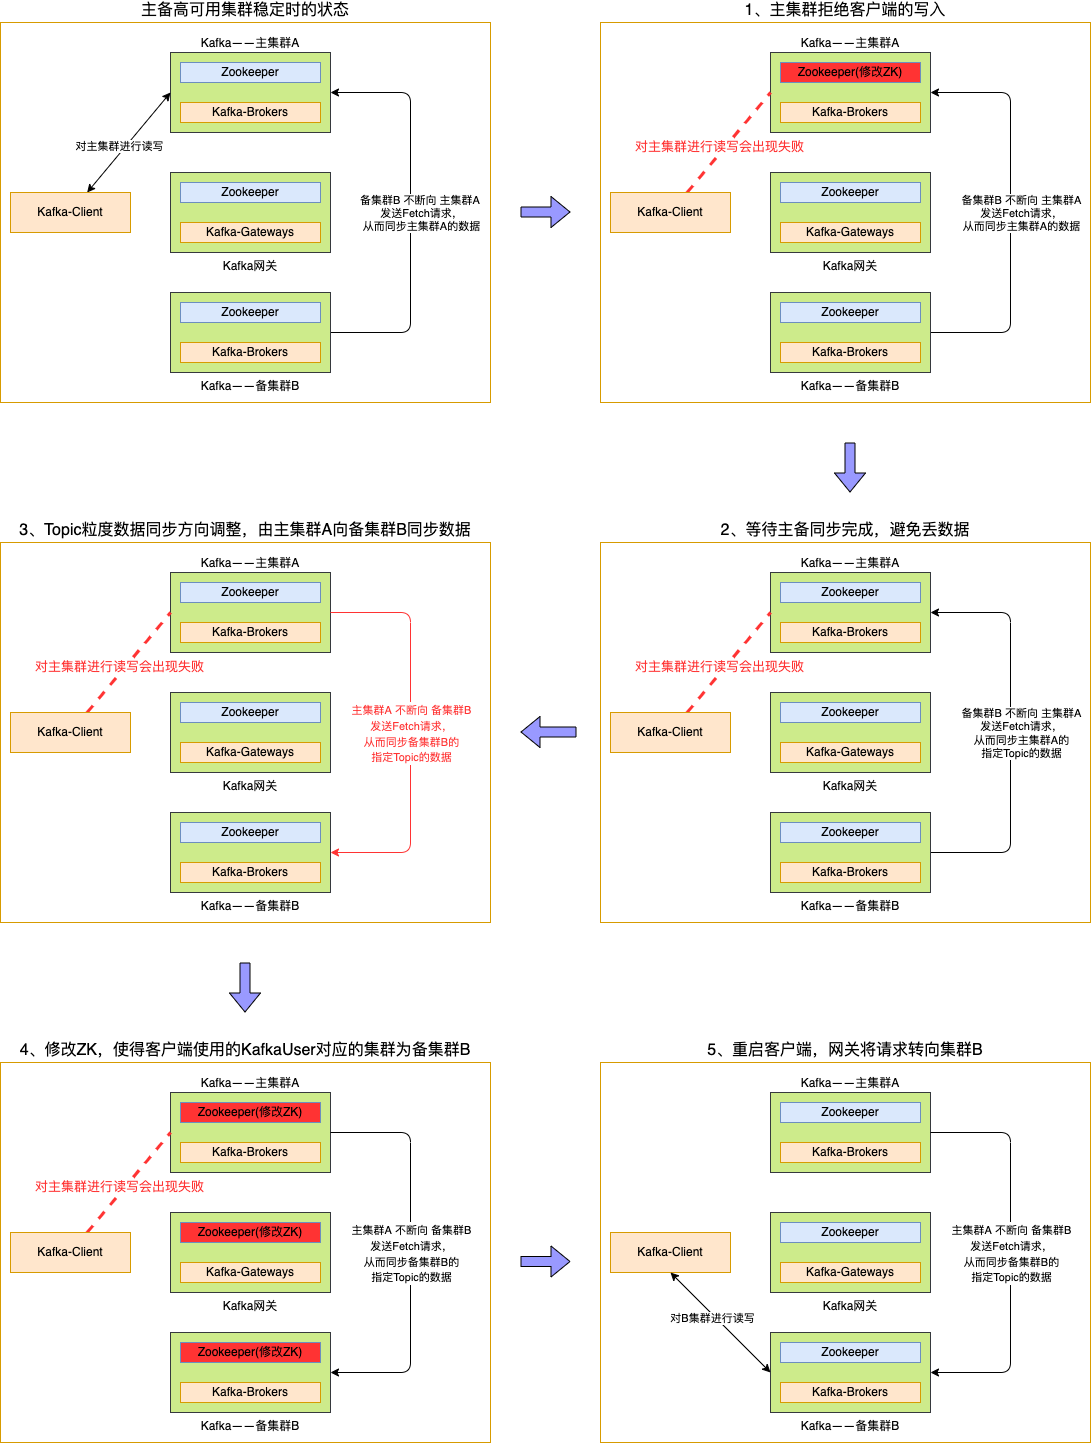 主备高可用集群稳定时的状态
Kafka——主集群A
Zookeeper
Kafka-Brokers
对主集群进行读写
Kafka-Client
Zookeeper
Kafka-Gateways
Kafka网关
备集群B 不断向 主集群A
发送Fetch请求，
从而同步主集群A的数据
Zookeeper
Kafka-Brokers
Kafka——备集群B
1、主集群拒绝客户端的写入
Kafka——主集群A
Zookeeper(修改ZK)
Kafka-Brokers
对主集群进行读写会出现失败
Kafka-Client
Zookeeper
Kafka-Gateways
Kafka网关
备集群B 不断向 主集群A
发送Fetch请求，
从而同步主集群A的数据
Zookeeper
Kafka-Brokers
Kafka——备集群B
2、等待主备同步完成，避免丢数据
Kafka——主集群A
Zookeeper
Kafka-Brokers
对主集群进行读写会出现失败
Kafka-Client
Zookeeper
Kafka-Gateways
Kafka网关
备集群B 不断向 主集群A
发送Fetch请求，
从而同步主集群A的
指定Topic的数据
Zookeeper
Kafka-Brokers
Kafka——备集群B
3、Topic粒度数据同步方向调整，由主集群A向备集群B同步数据
Kafka——主集群A
Zookeeper
Kafka-Brokers
对主集群进行读写会出现失败
Kafka-Client
Zookeeper
Kafka-Gateways
Kafka网关
主集群A 不断向 备集群B
发送Fetch请求，
从而同步备集群B的
指定Topic的数据
Zookeeper
Kafka-Brokers
Kafka——备集群B
4、修改ZK，使得客户端使用的KafkaUser对应的集群为备集群B
Kafka——主集群A
Zookeeper(修改ZK)
Kafka-Brokers
对主集群进行读写会出现失败
Kafka-Client
Zookeeper(修改ZK)
Kafka-Gateways
Kafka网关
主集群A 不断向 备集群B
发送Fetch请求，
从而同步备集群B的
指定Topic的数据
Zookeeper(修改ZK)
Kafka-Brokers
Kafka——备集群B
5、重启客户端，网关将请求转向集群B
Kafka——主集群A
Zookeeper
Kafka-Brokers
Kafka-Client
Zookeeper
Kafka-Gateways
Kafka网关
主集群A 不断向 备集群B
发送Fetch请求，
从而同步备集群B的
指定Topic的数据
对B集群进行读写
Zookeeper
Kafka-Brokers
Kafka——备集群B